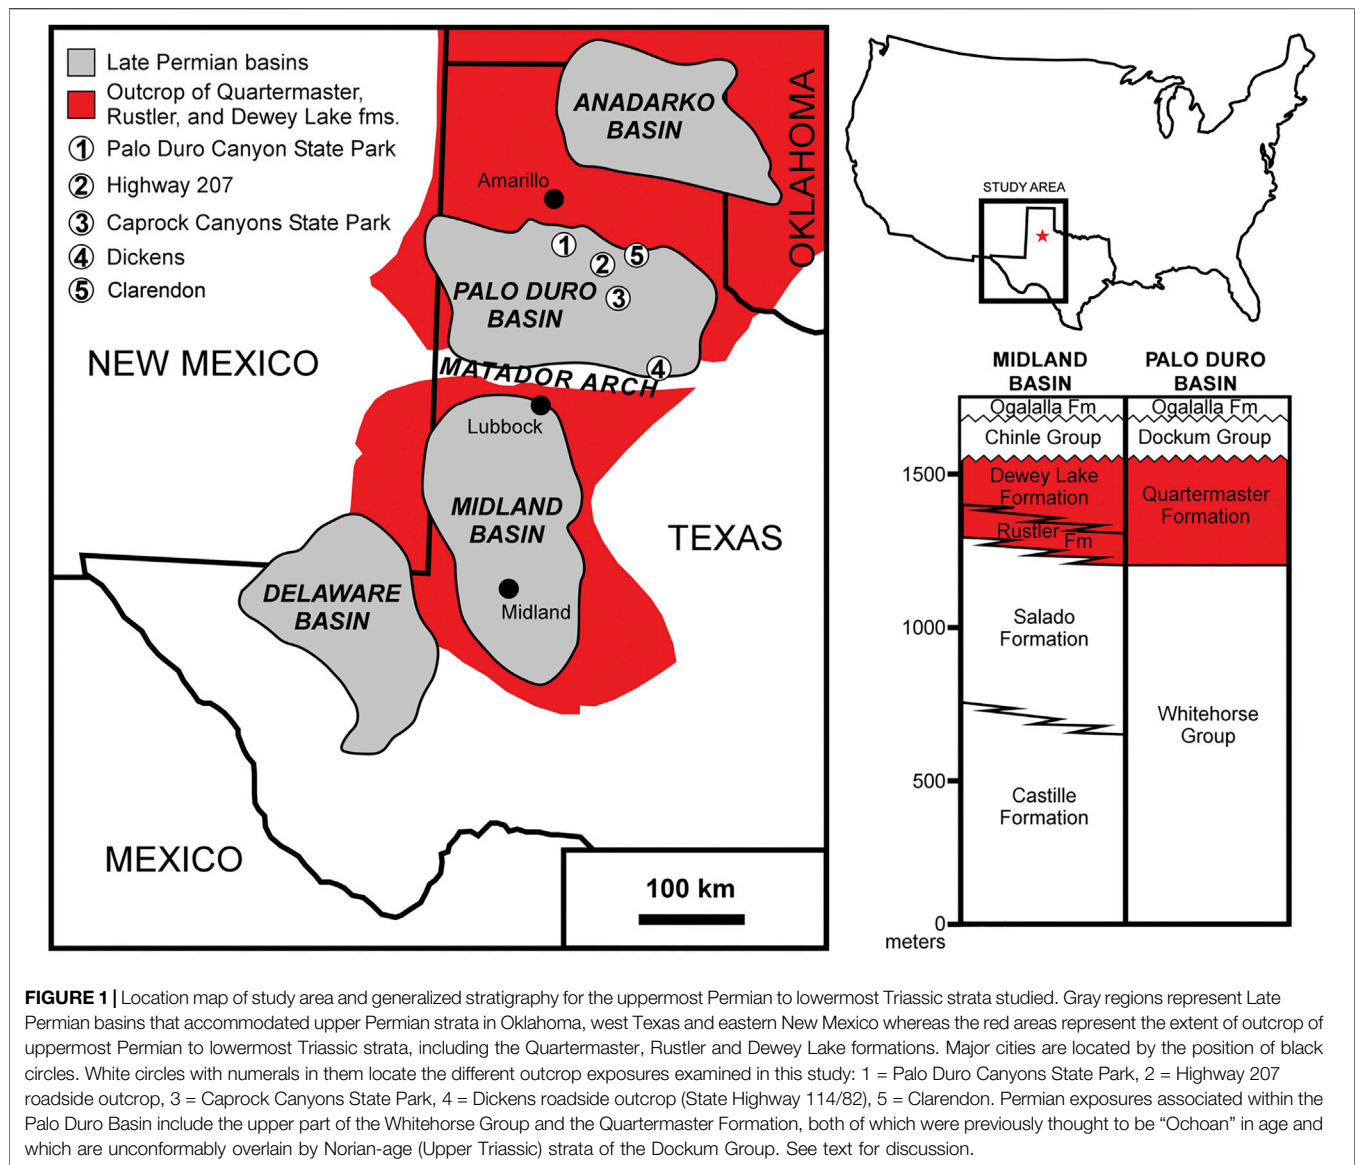 Late Permian basins
Outcrop of Quartermaster,
Rustler, and Dewey Lake fms.
1 Palo Duro Canyon State Park
2 Highway 207
3 Caprock Canyons State Park
4 Dickens
5 Clarendon
ANADARKO
BASIN
OKLAHOMA
Amarillo
1
2
5
3
PALO DURO
BASIN
4
NEW MEXICO
MATADOR ARCH
Lubbock
MIDLAND
BASIN
TEXAS
DELAWARE
BASIN
Midland
MEXICO
100 km
STUDY AREA
MIDLAND
BASIN
PALO DURO
BASIN
Ogalalla Fm
Ogalalla Fm
Chinle Group
Dockum Group
1500
Dewey Lake
Formation
Quartermaster
Formation
Rustler
Fm
1000
Salado
Formation
Whitehorse
Group
500
Castille
Formation
0
meters
FIGURE 1 | Location map of study area and generalized stratigraphy for the uppermost Permian to lowermost Triassic strata studied. Gray regions represent Late
Permian basins that accommodated upper Permian strata in Oklahoma, west Texas and eastern New Mexico whereas the red areas represent the extent of outcrop of
uppermost Permian to lowermost Triassic strata, including the Quartermaster, Rustler and Dewey Lake formations. Major cities are located by the position of black
circles. White circles with numerals in them locate the different outcrop exposures examined in this study: 1 = Palo Duro Canyons State Park, 2 = Highway 207
roadside outcrop, 3 = Caprock Canyons State Park, 4 = Dickens roadside outcrop (State Highway 114/82), 5 = Clarendon. Permian exposures associated within the
Palo Duro Basin include the upper part of the Whitehorse Group and the Quartermaster Formation, both of which were previously thought to be “Ochoan” in age and
which are unconformably overlain by Norian-age (Upper Triassic) strata of the Dockum Group. See text for discussion.